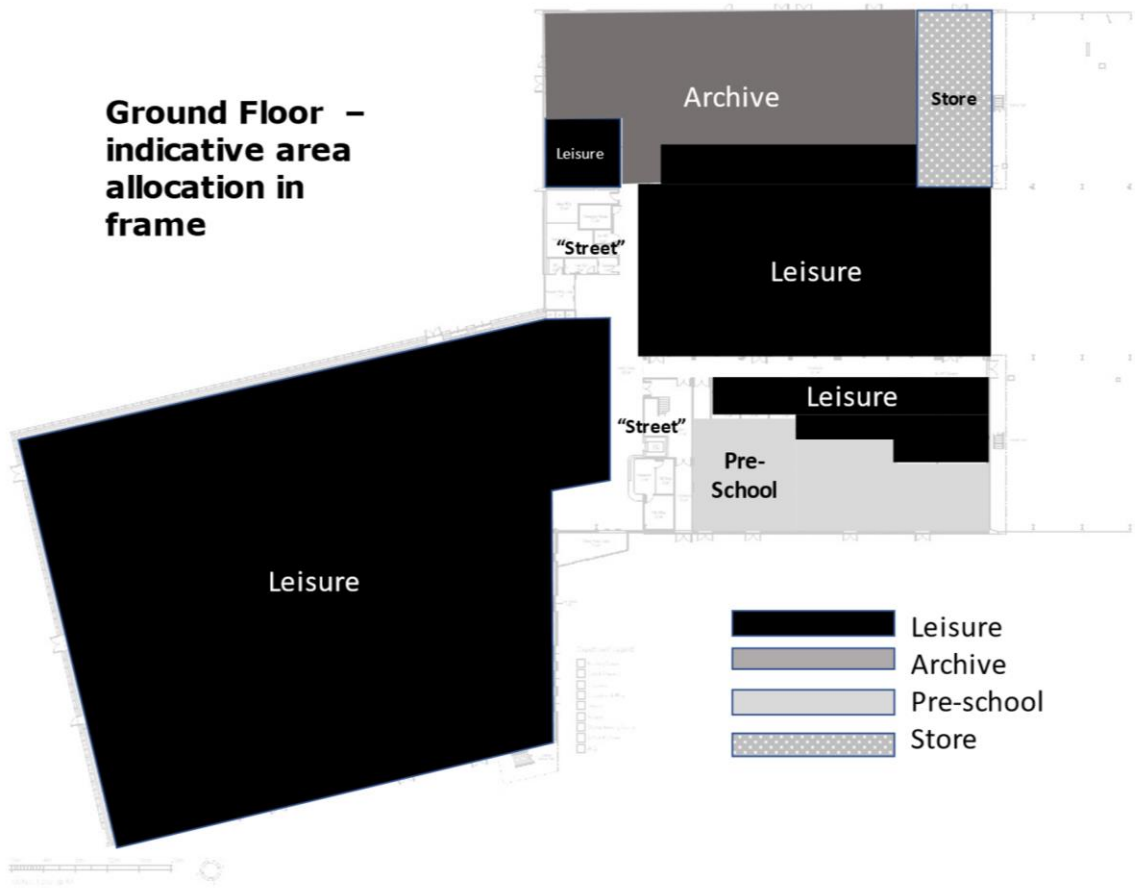 Ground Floor –
indicative area
allocation in
frame
Archive
Store
Leisure
“Street”
Leisure
Leisure
“Street”
Pre-
School
Leisure
Leisure
Archive
Pre-school
Store